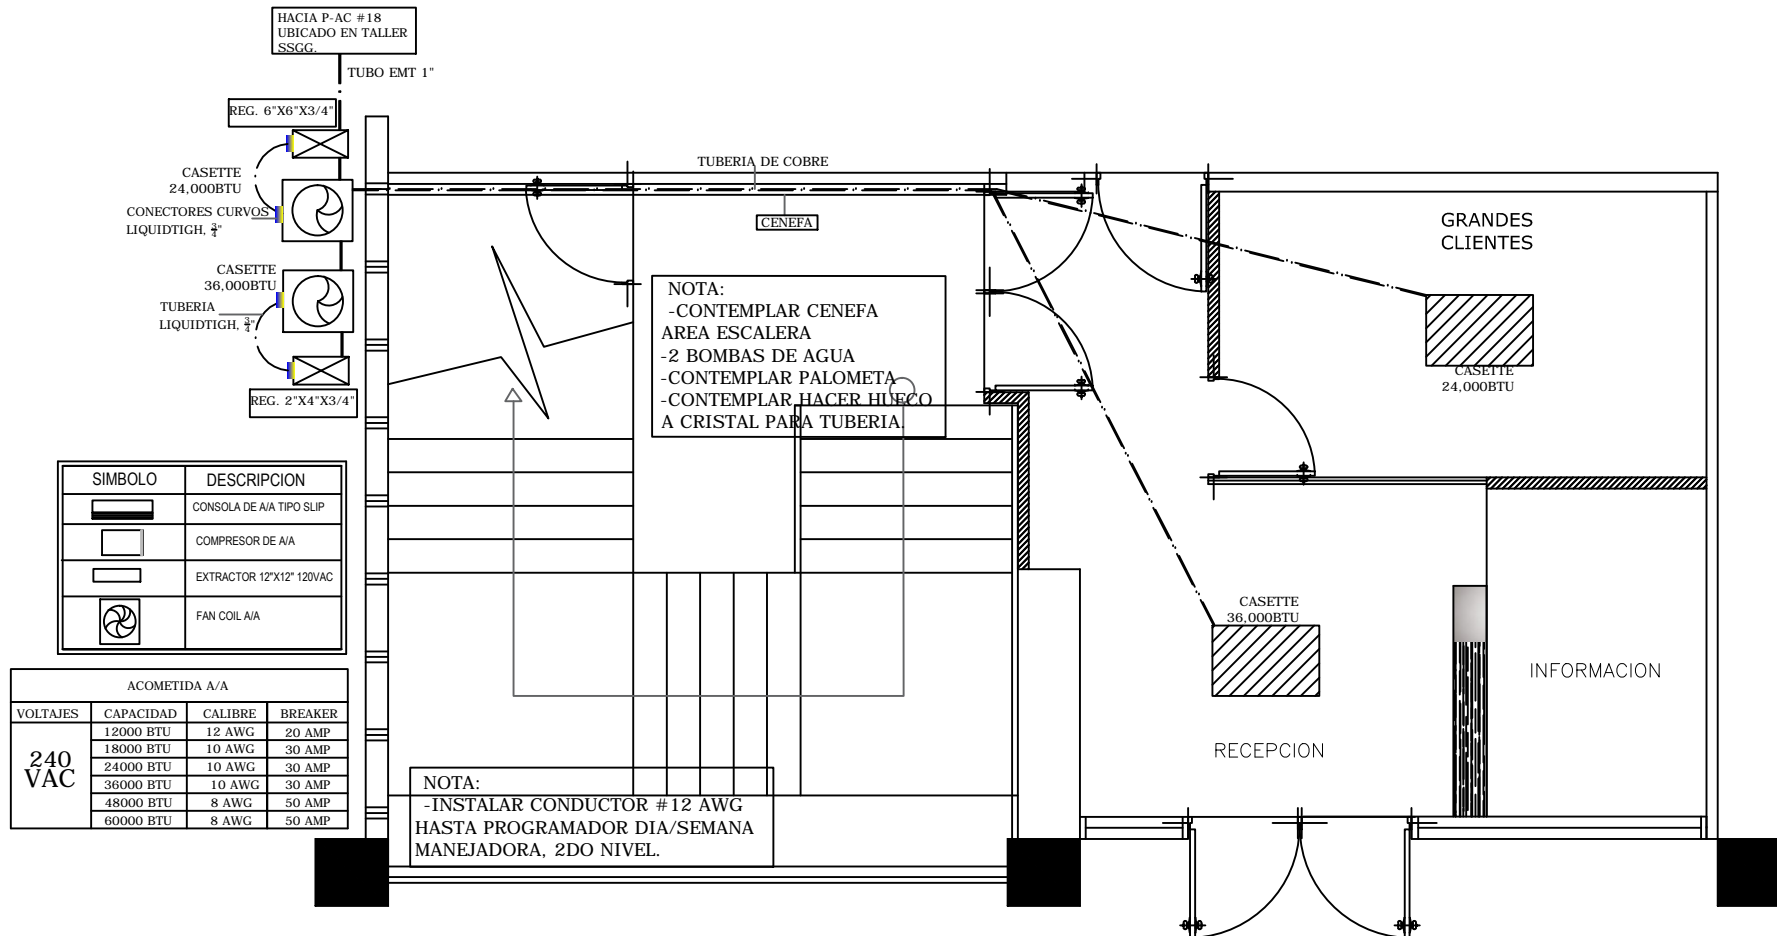 HACIA P-AC #18
UBICADO EN TALLER
SSGG.
TUBO EMT 1"
REG. 6"X6"X3/4"
CASETTE
24,000BTU
CONECTORES CURVOS
LIQUIDTIGH, 3/4"
CASETTE
36,000BTU
TUBERIA
LIQUIDTIGH, 3/4"
REG. 2"X4"X3/4"
TUBERIA DE COBRE
CENEFA
NOTA:
-CONTEMPLAR CENEFA
AREA ESCALERA
-2 BOMBAS DE AGUA
-CONTEMPLAR PALOMETA
-CONTEMPLAR HACER HUECO
A CRISTAL PARA TUBERIA.
GRANDES
CLIENTES
CASETTE
24,000BTU
SIMBOLO DESCRIPCION
CONSOLA DE A/A TIPO SLIP
COMPRESOR DE A/A
EXTRACTOR 12"X12" 120VAC
FAN COIL A/A
CASETTE
36,000BTU
INFORMACION
RECEPCION
ACOMETIDA A/A
VOLTAJES CAPACIDAD CALIBRE BREAKER
240
VAC
12000 BTU 12 AWG 20 AMP
18000 BTU 10 AWG 30 AMP
24000 BTU 10 AWG 30 AMP
36000 BTU 10 AWG 30 AMP
48000 BTU 8 AWG 50 AMP
60000 BTU 8 AWG 50 AMP
NOTA:
-INSTALAR CONDUCTOR #12 AWG
HASTA PROGRAMADOR DIA/SEMANA
MANEJADORA, 2DO NIVEL.